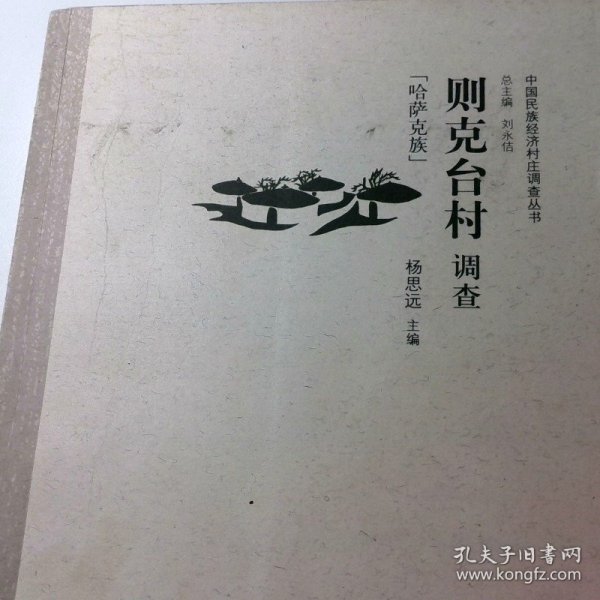 中国民族经济村庄调查丛书
总主编 刘永佶
则克台村 调查
「哈萨克族」
杨思远 主编
孔夫子旧书网
www.kongfz.com